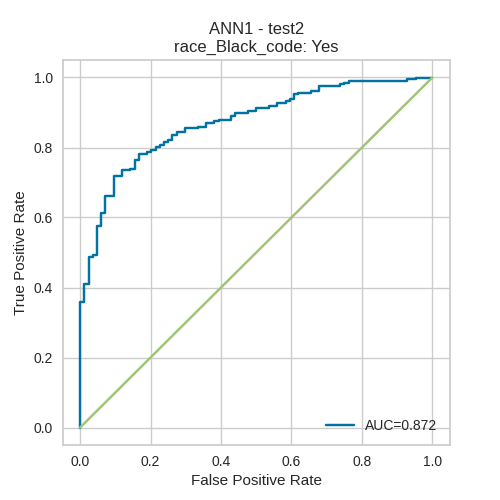 ANN1 - test2
race_Black_code: Yes
True Positive Rate
1.0
0.8
0.6
0.4
0.2
0.0
AUC=0.872
0.0 0.2 0.4 0.6 0.8 1.0
False Positive Rate